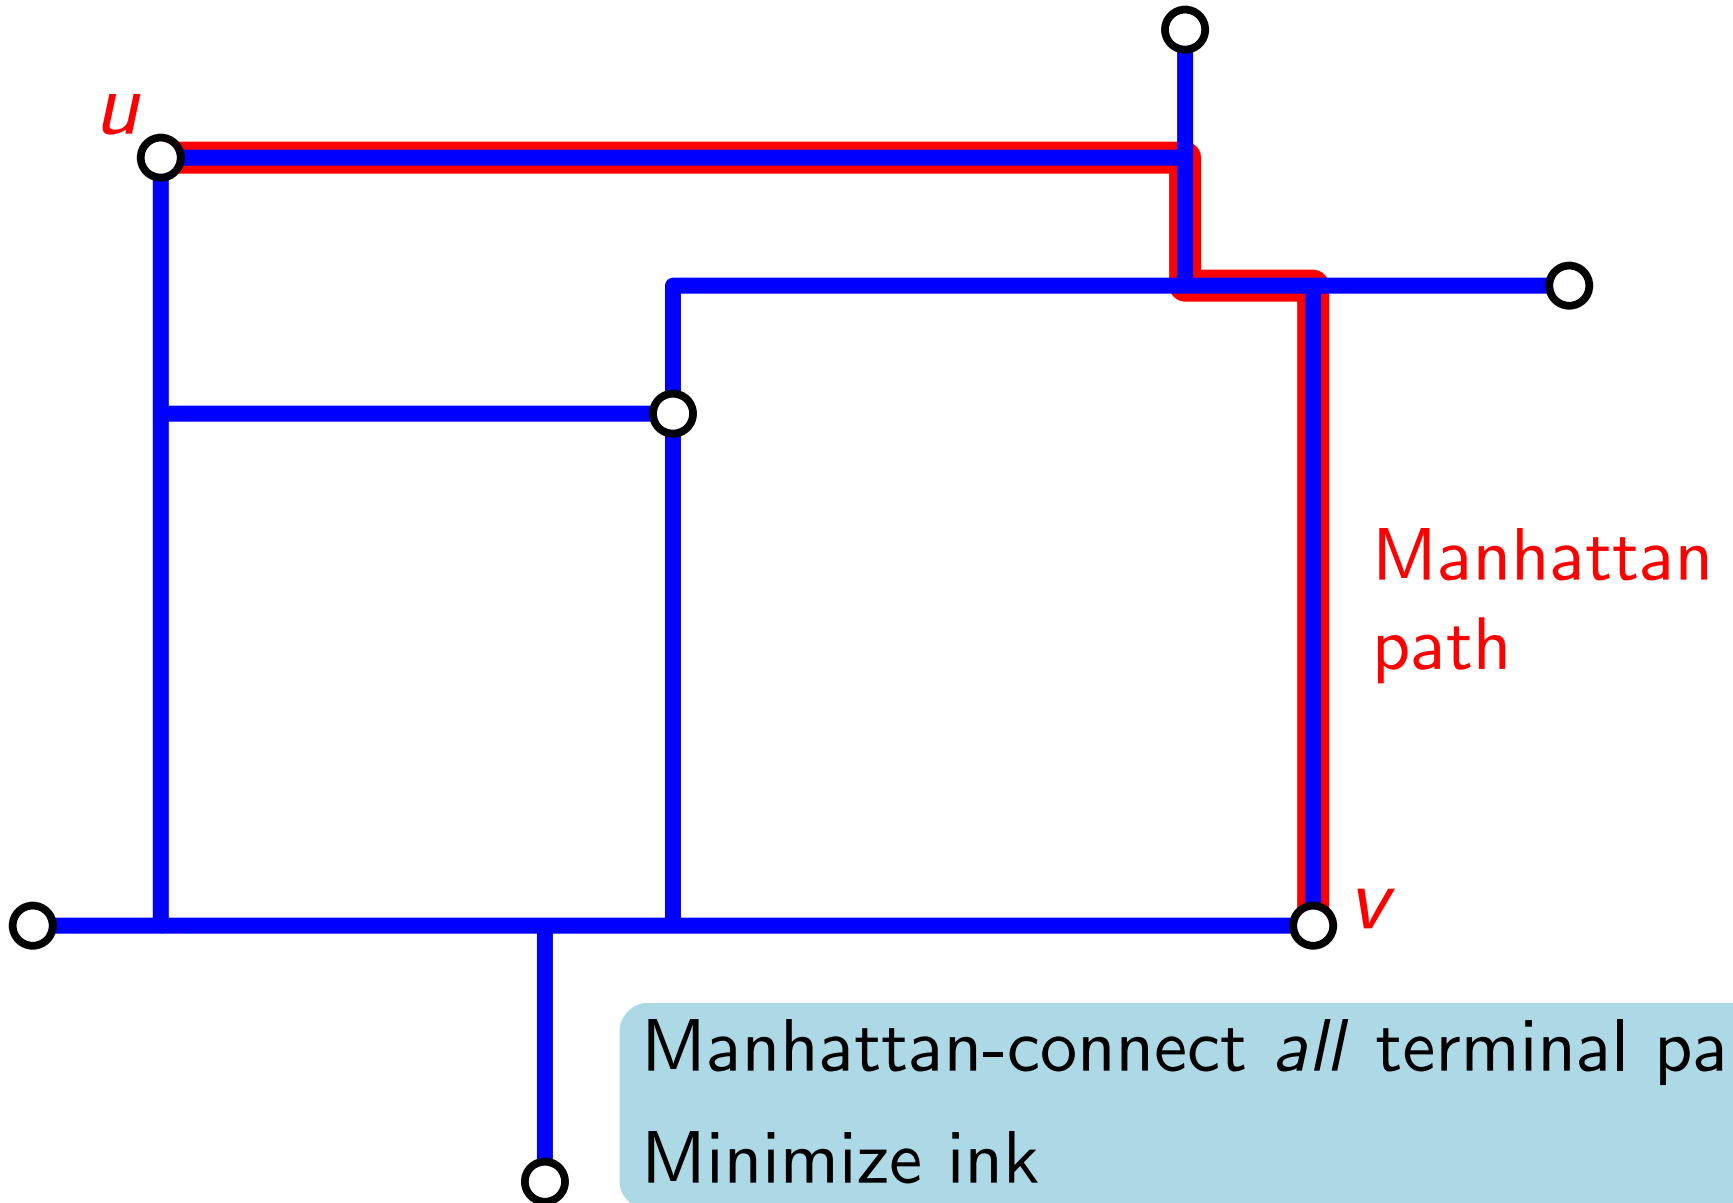 u
Manhattan
path
v
Manhattan-connect all terminal pa
Minimize ink